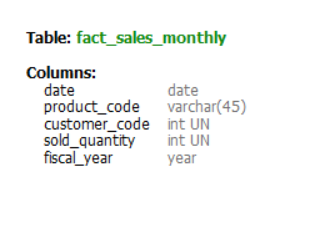 Table: fact_sales_monthly
Columns:
date date
product_code varchar(45)
customer_code int UN
sold_quantity int UN
fiscal_year year